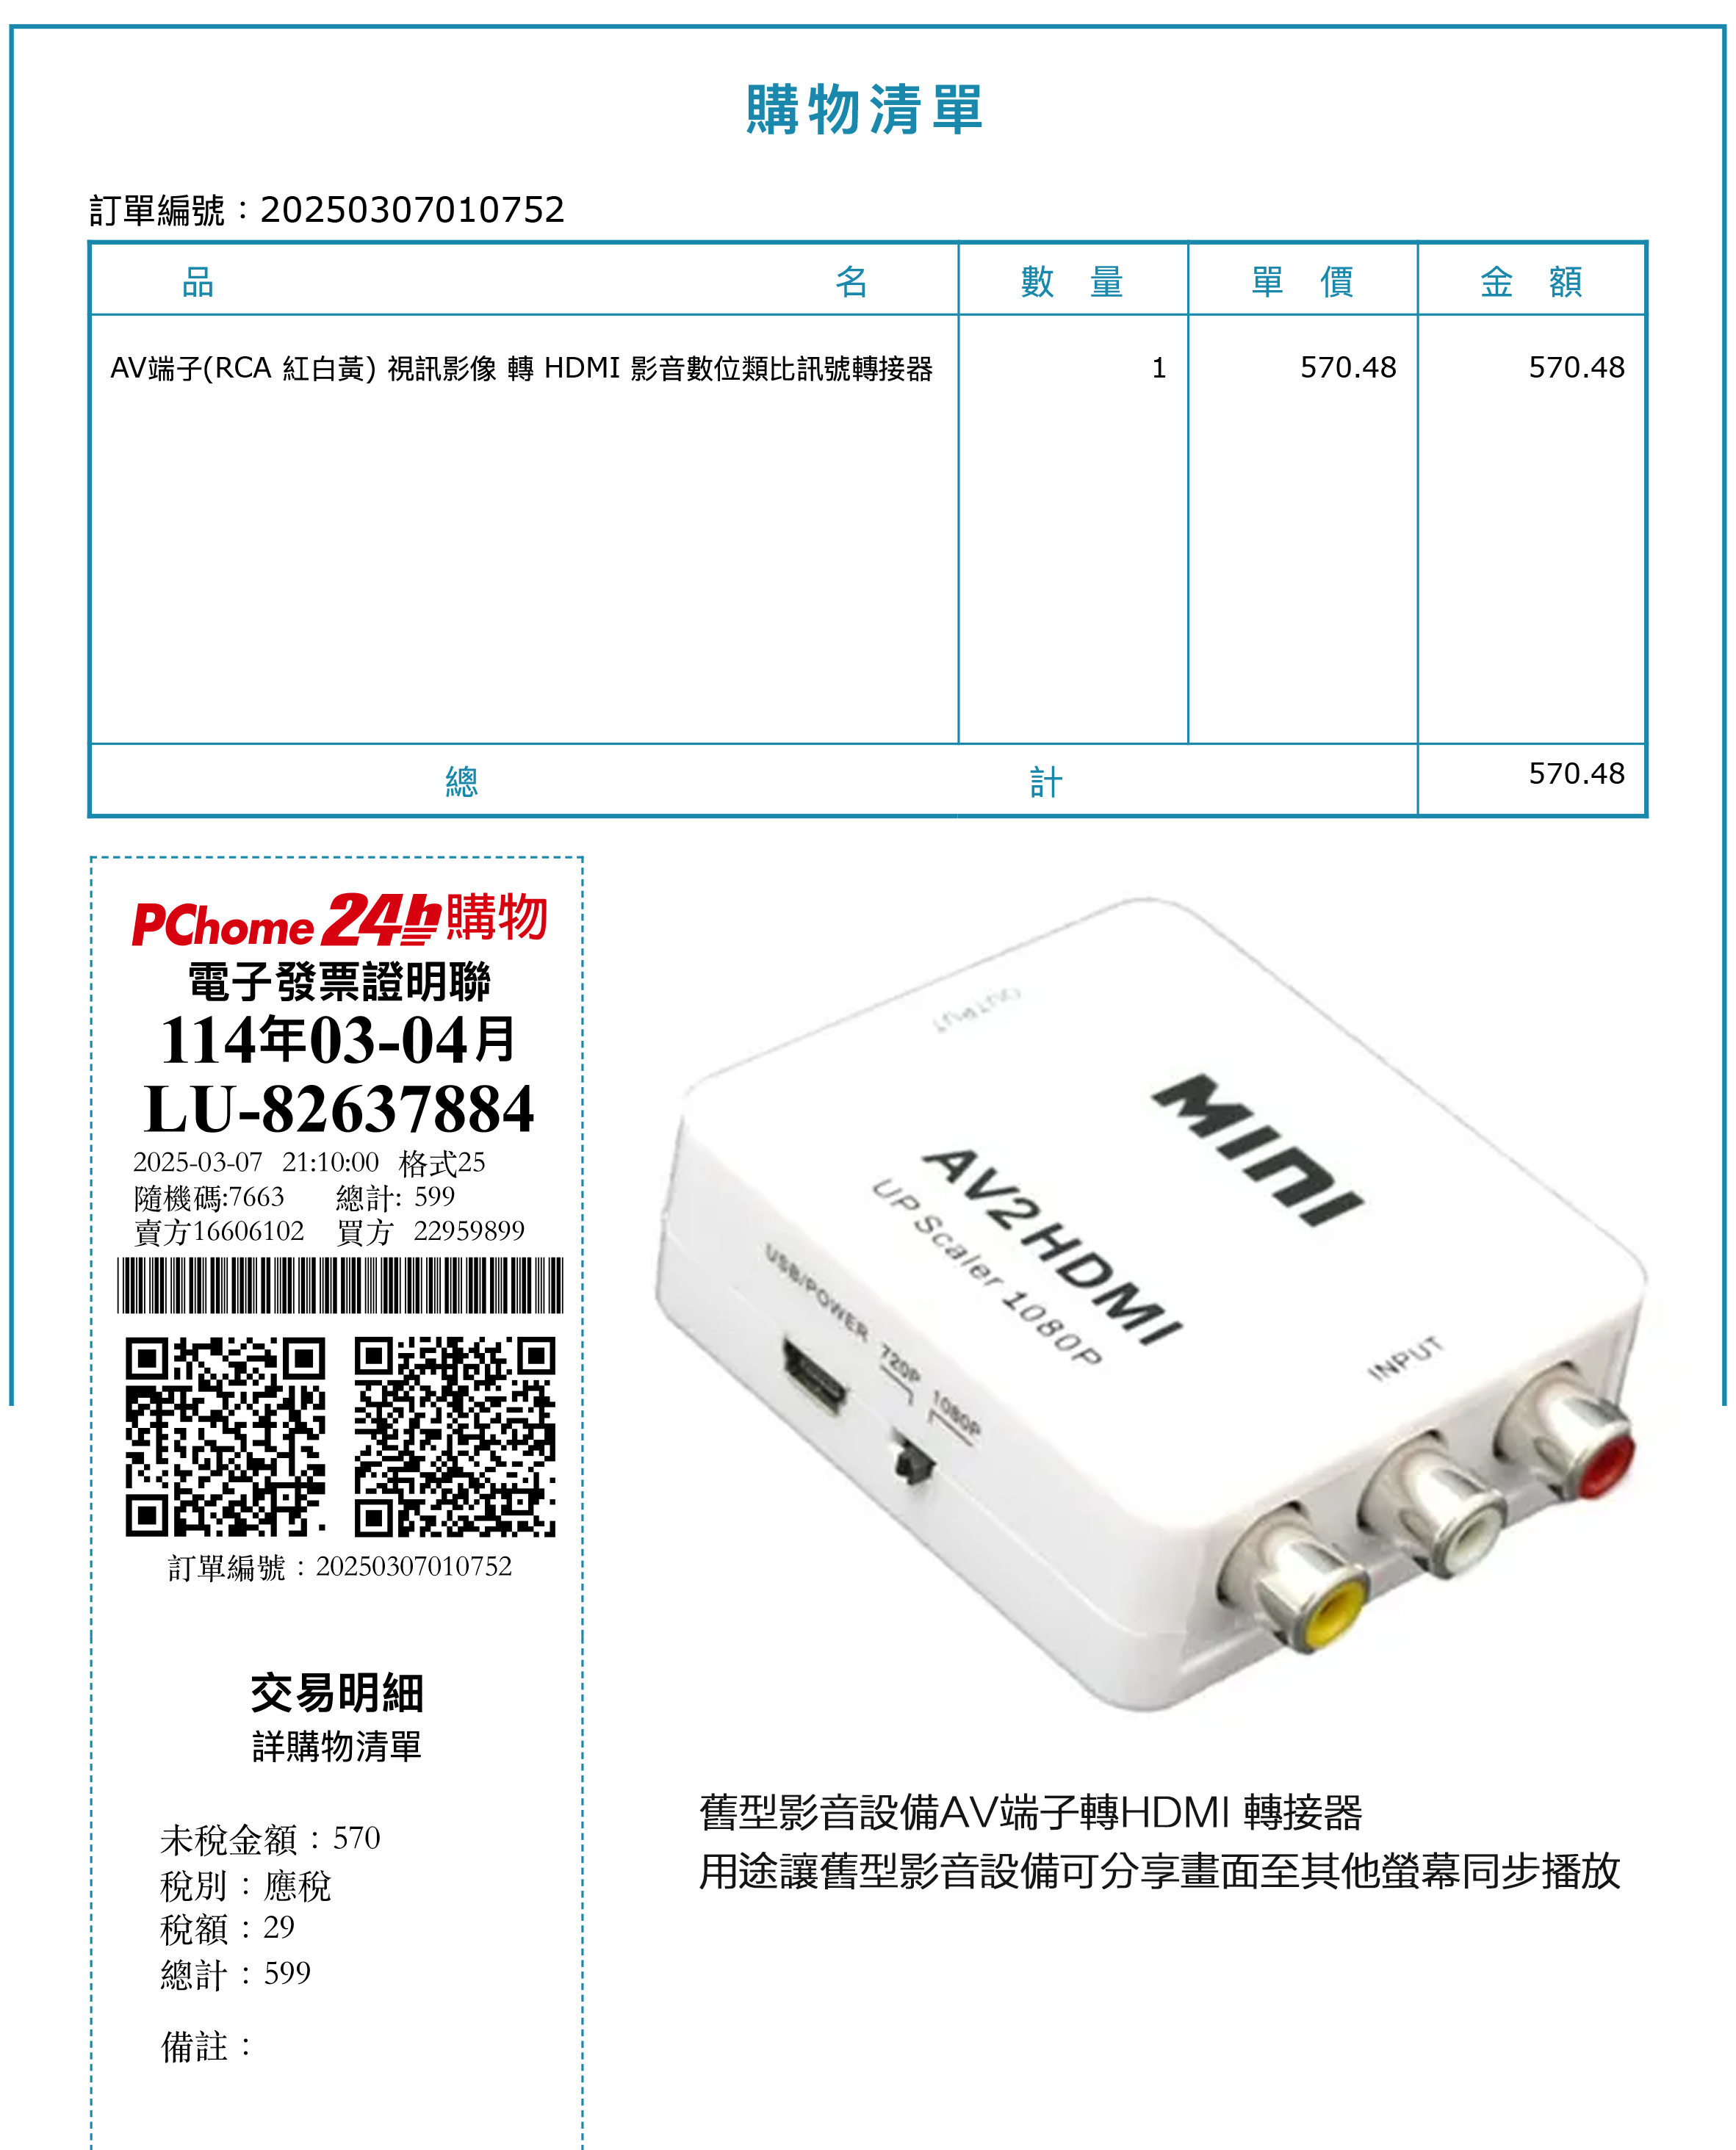 購物清單
訂單編號：20250307010752
品 名 數 量 單 價 金 額
AV端子(RCA 紅白黃) 視訊影像 轉 HDMI 影音數位類比訊號轉接器 1 570.48 570.48
總 計 570.48
PChome 24h購物
電子發票證明聯
114年03-04月
LU-82637884
2025-03-07 21:10:00 格式25
隨機碼:7663 總計: 599
賣方16606102 買方 22959899
訂單編號：20250307010752
交易明細
詳購物清單
未稅金額：570
稅別：應稅
稅額：29
總計：599
備註：
OUTPUT
MINI
AV2HDMI
UPScaler 1080P
USB/POWER
720P
1080P
INPUT
舊型影音設備AV端子轉HDMI 轉接器
用途讓舊型影音設備可分享畫面至其他螢幕同步播放